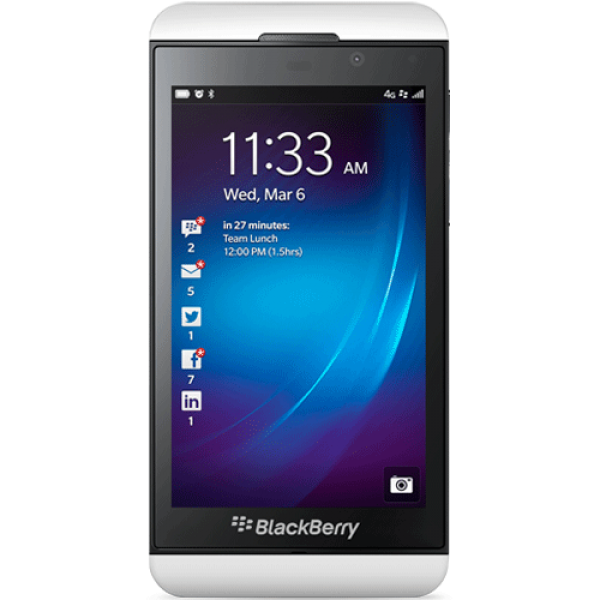 4G
11:33 AM
Wed, Mar 6
in 27 minutes:
Team Lunch
12:00 PM (1.5hrs)
2
5
1
f
7
in
1
BlackBerry